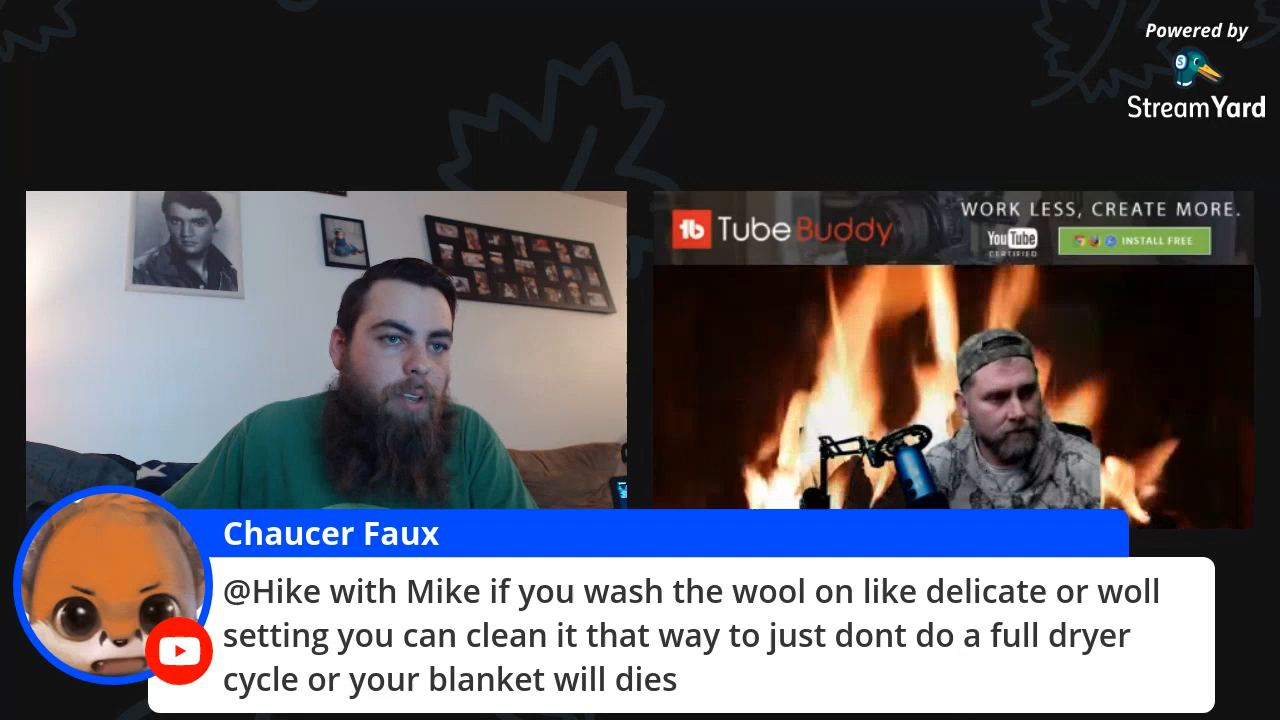 Powered by
StreamYard
tb TubeBuddy
WORK LESS, CREATE MORE.
YouTube
CERTIFIED
INSTALL FREE
Chaucer Faux
@Hike with Mike if you wash the wool on like delicate or woll
setting you can clean it that way to just dont do a full dryer
cycle or your blanket will dies